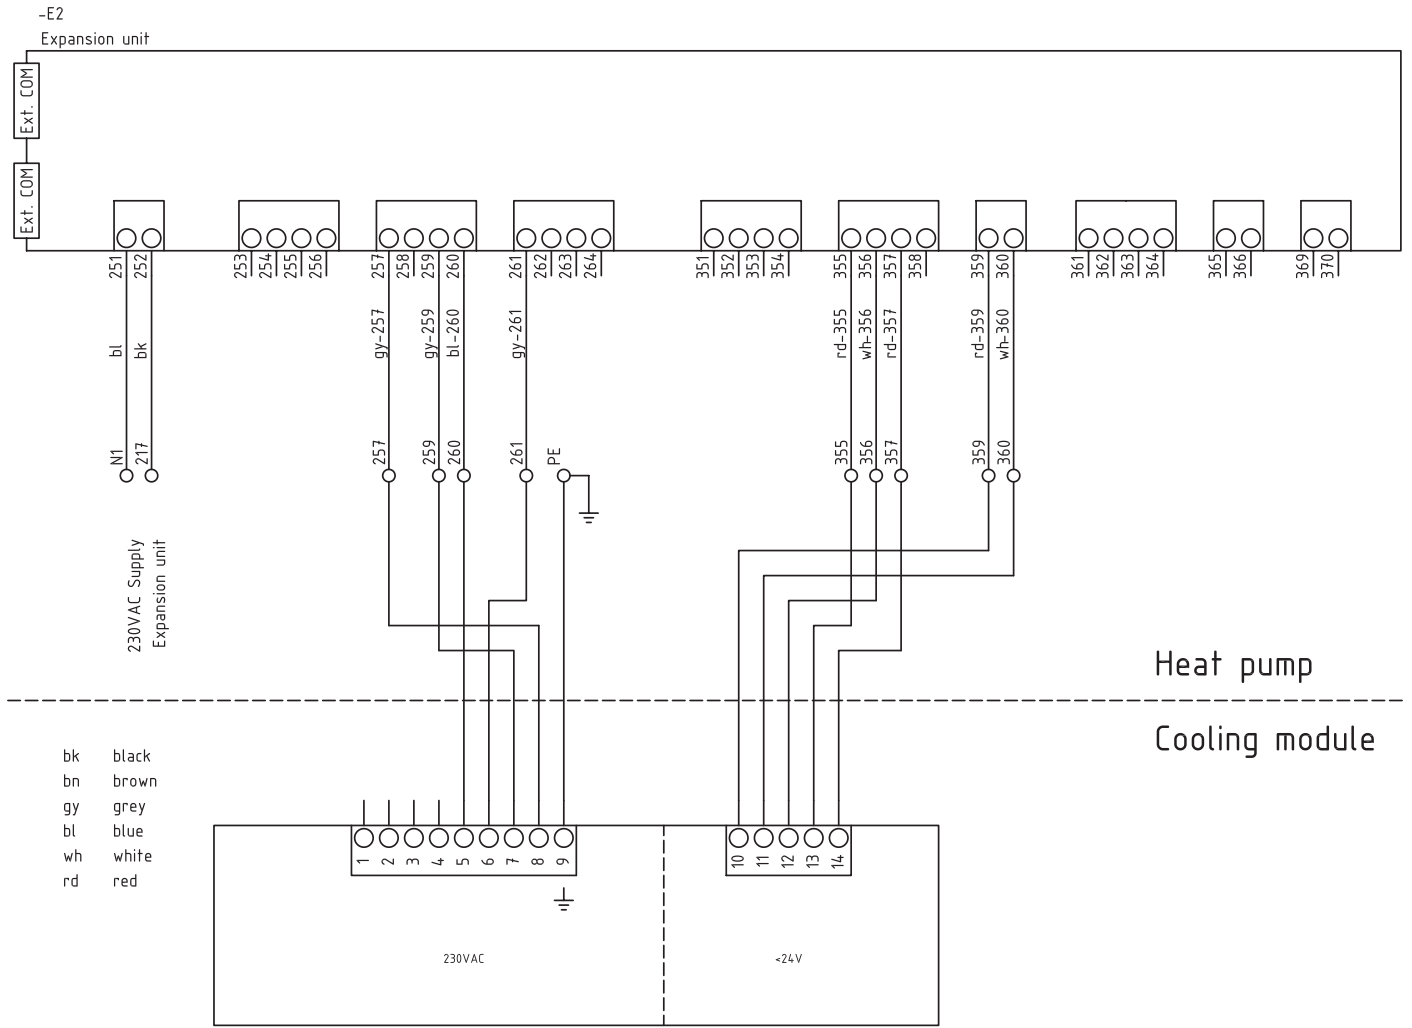 -E2
Expansion unit
Ext. COM
Ext. COM
251 252 253 254 255 256 257 258 259 260 261 262 263 264 351 352 353 354 355 356 357 358 359 360 361 362 363 364 365 366 369 370
bl bk gy-257 gy-259 bl-260 gy-261 rd-355 wh-356 rd-357 rd-359 wh-360
N1 217 257 259 260 261 PE 355 356 357 359 360
230VAC Supply
Expansion unit
Heat pump
Cooling module
bk black
bn brown
gy grey
bl blue
wh white
rd red
1 2 3 4 5 6 7 8 9 10 11 12 13 14
230VAC <24V